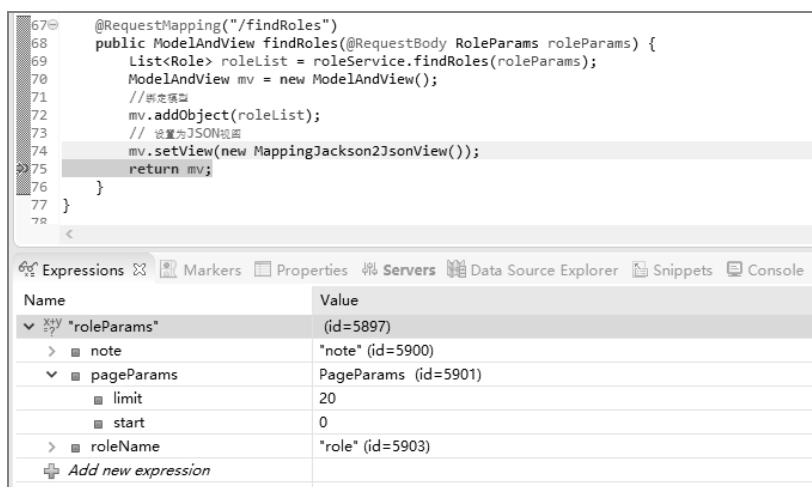 67 @RequestMapping("/findRoles")
68 public ModelAndView findRoles(@RequestBody RoleParams roleParams) {
69 List<Role> roleList = roleService.findRoles(roleParams);
70 ModelAndView mv = new ModelAndView();
71 //绑定模型
72 mv.addObject(roleList);
73 // 设置为JSON视图
74 mv.setView(new MappingJackson2JsonView());
75 return mv;
76 }
77 }
78
Expressions Markers Properties Servers Data Source Explorer Snippets Console
Name Value
"roleParams" (id=5897)
note "note" (id=5900)
pageParams PageParams (id=5901)
limit 20
start 0
roleName "role" (id=5903)
Add new expression